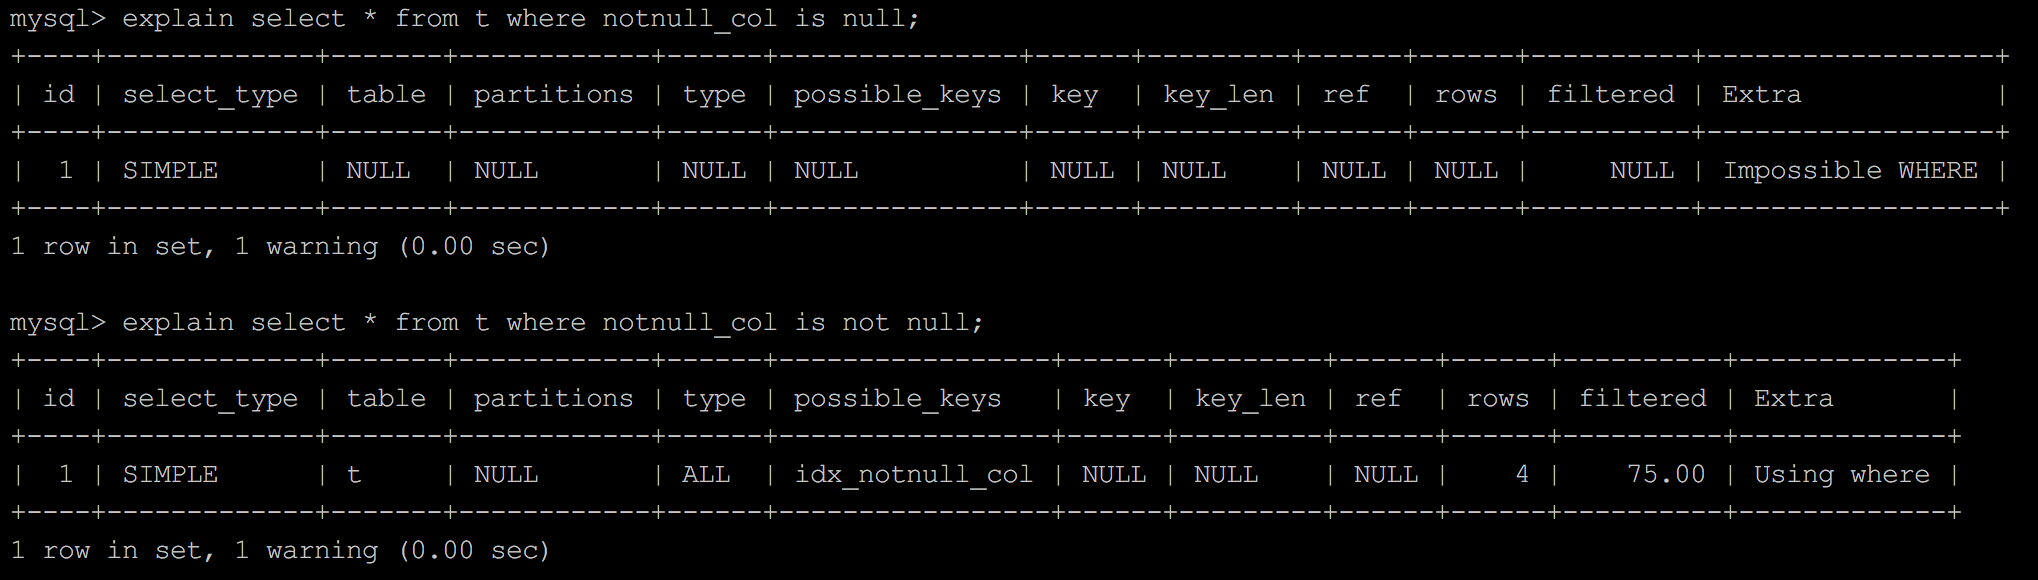 mysql> explain select * from t where notnull_col is null;
+----+-------------+-------+------------+------+---------------+------+---------+------+------+----------+------------------+
| id | select_type | table | partitions | type | possible_keys | key  | key_len | ref  | rows | filtered | Extra            |
+----+-------------+-------+------------+------+---------------+------+---------+------+------+----------+------------------+
|  1 | SIMPLE      | NULL  | NULL       | NULL | NULL          | NULL | NULL    | NULL | NULL |     NULL | Impossible WHERE |
+----+-------------+-------+------------+------+---------------+------+---------+------+------+----------+------------------+
1 row in set, 1 warning (0.00 sec)

mysql> explain select * from t where notnull_col is not null;
+----+-------------+-------+------------+------+-----------------+------+---------+------+------+----------+-------------+
| id | select_type | table | partitions | type | possible_keys   | key  | key_len | ref  | rows | filtered | Extra       |
+----+-------------+-------+------------+------+-----------------+------+---------+------+------+----------+-------------+
|  1 | SIMPLE      | t     | NULL       | ALL  | idx_notnull_col | NULL | NULL    | NULL |    4 |    75.00 | Using where |
+----+-------------+-------+------------+------+-----------------+------+---------+------+------+----------+-------------+
1 row in set, 1 warning (0.00 sec)